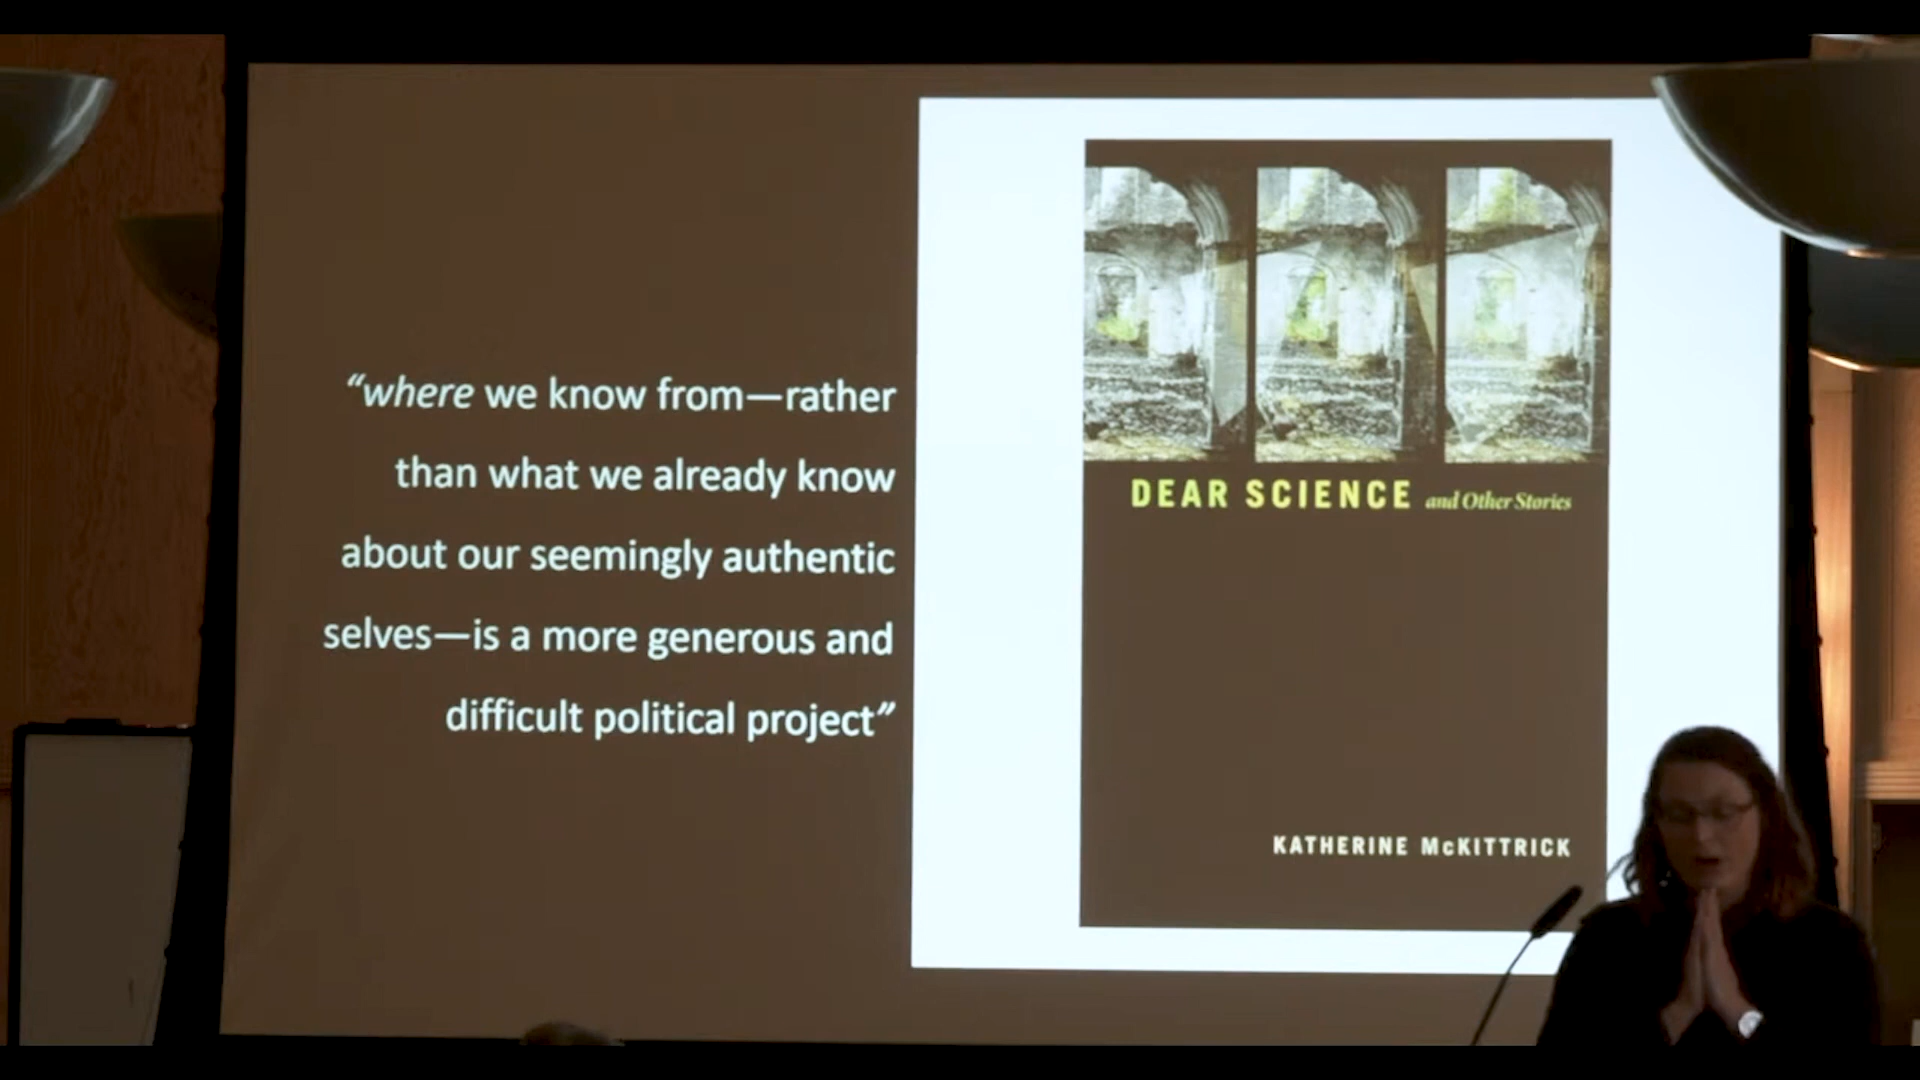 “where we know from—rather
than what we already know
about our seemingly authentic
selves—is a more generous and
difficult political project”
DEAR SCIENCE and Other Stories
KATHERINE McKITTRICK